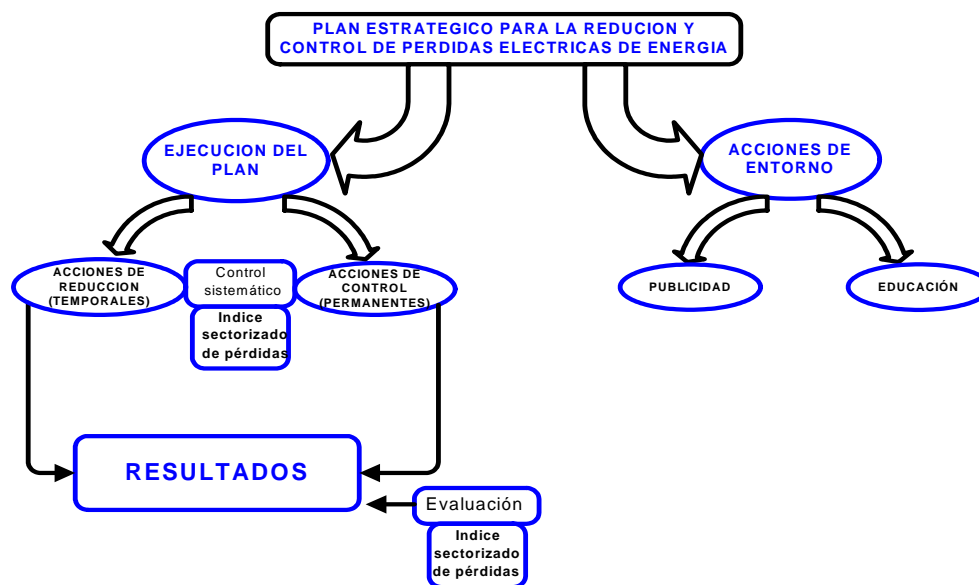 PLAN ESTRATEGICO PARA LA REDUCION Y
CONTROL DE PERDIDAS ELECTRICAS DE ENERGIA
EJECUCION DEL
PLAN
ACCIONES DE
ENTORNO
ACCIONES DE
REDUCCION
(TEMPORALES)
Control
sistemático
ACCIONES DE
CONTROL
(PERMANENTES)
Indice
sectorizado
de pérdidas
PUBLICIDAD
EDUCACIÓN
RESULTADOS
Evaluación
Indice
sectorizado
de pérdidas